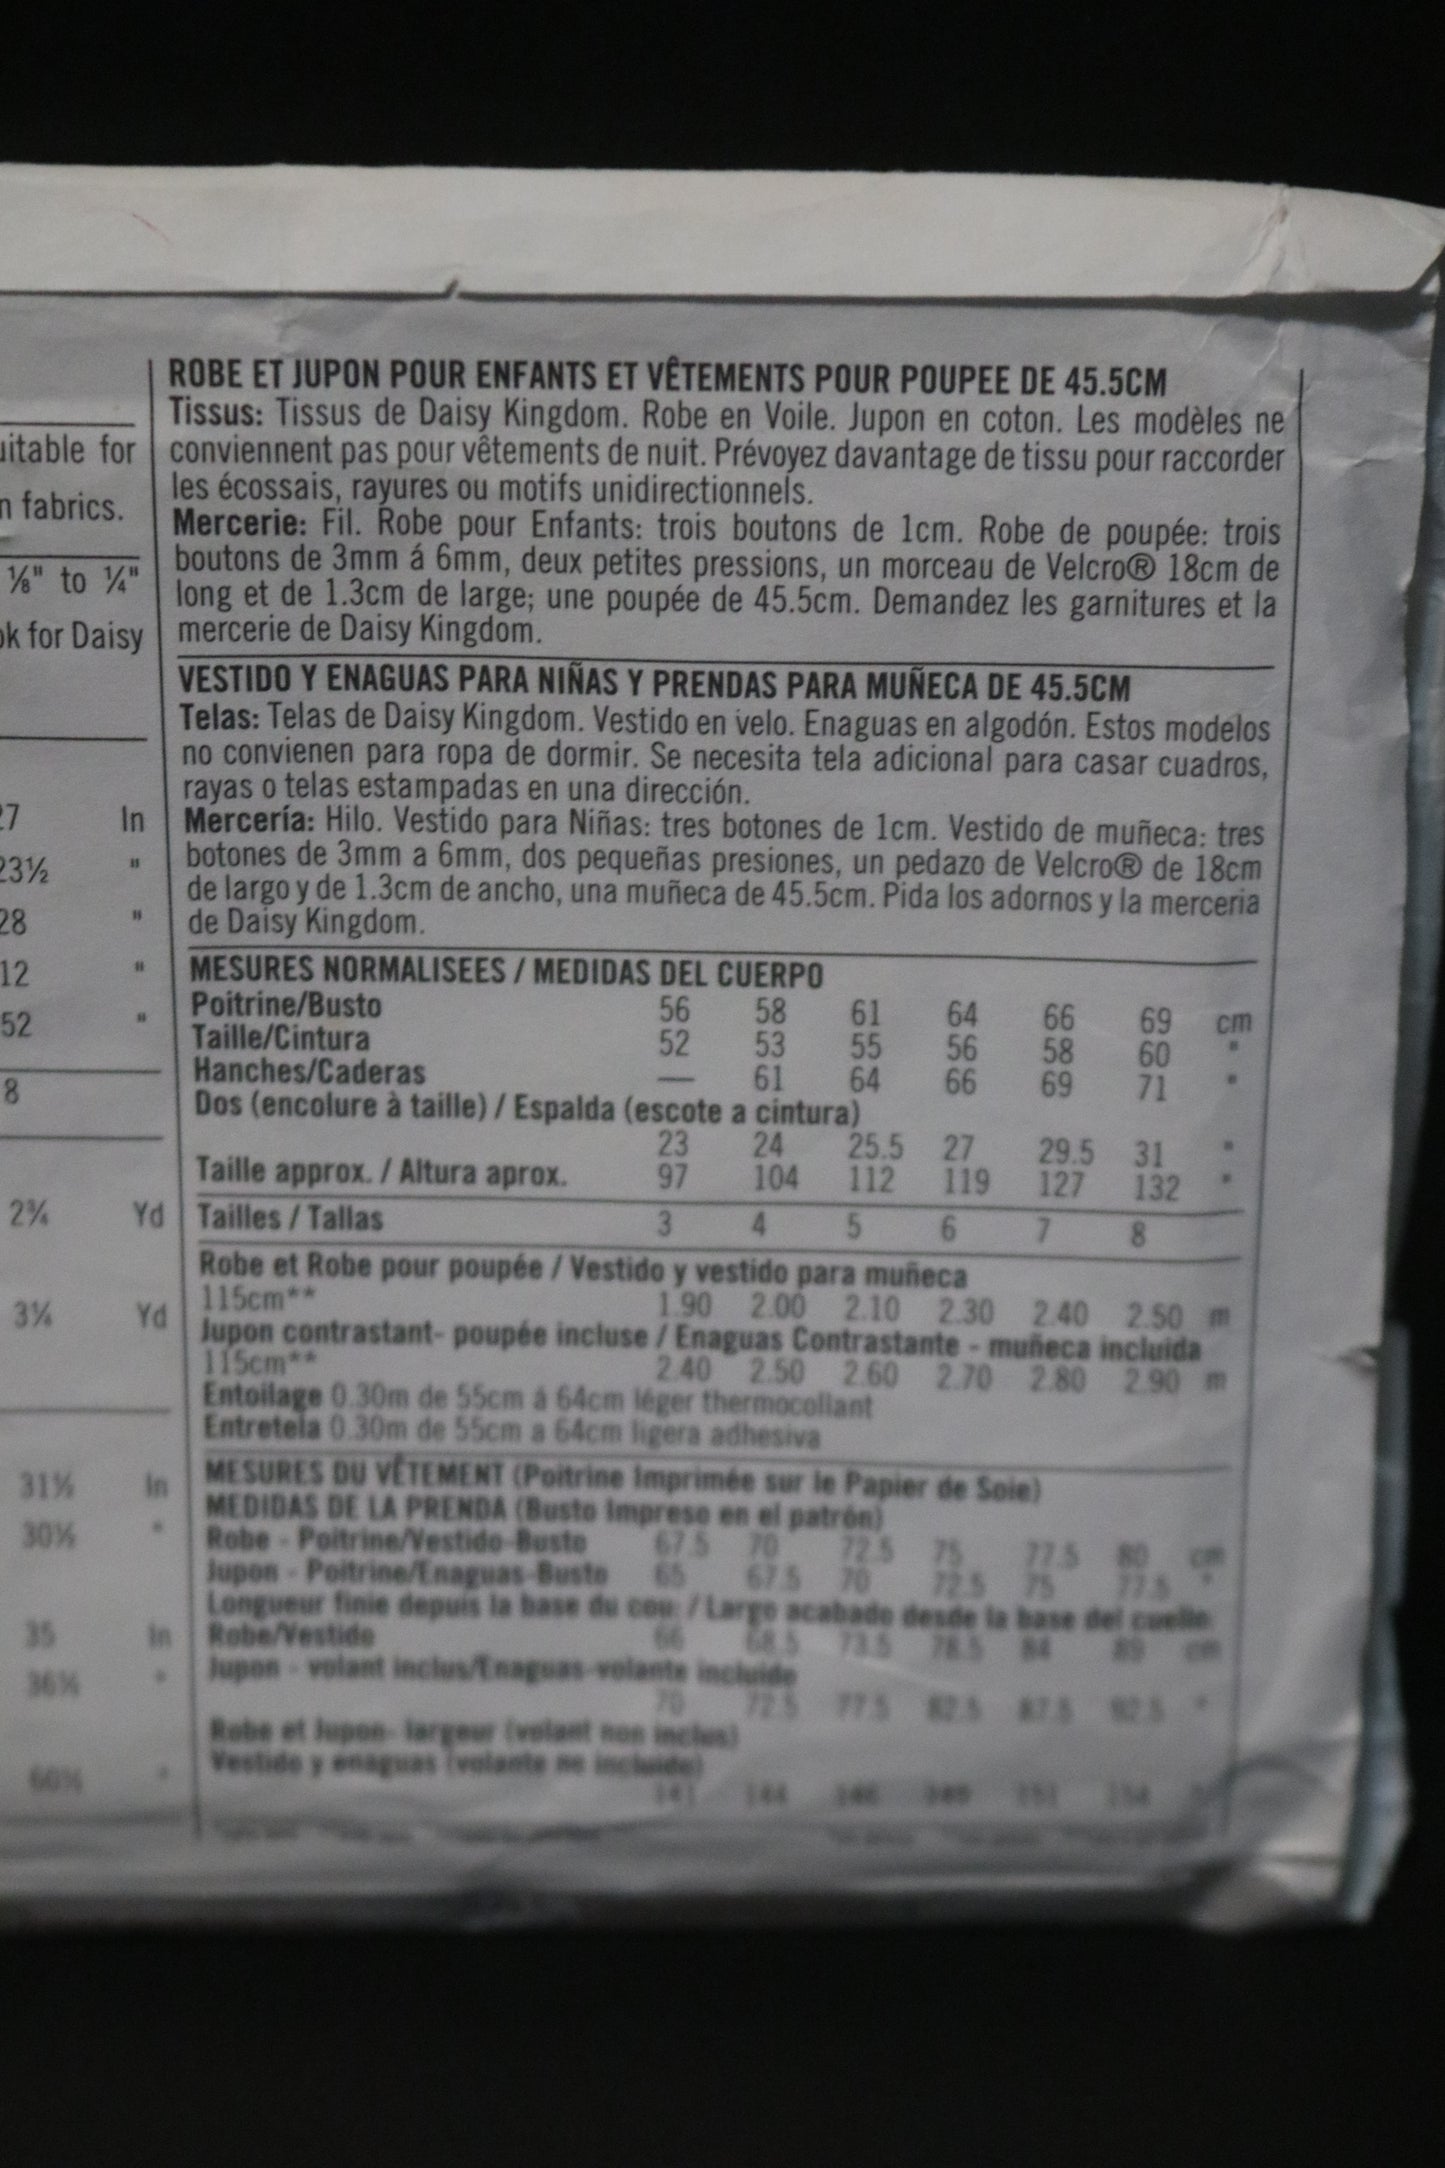 uitable for
n fabrics.
⅛" to ¼"
ok for Daisy
27 In
23½ "
28 "
12 "
52 "
8
2¾ Yd
3¼ Yd
31½ In
30½ "
35 In
36¼ "
60¾ "
ROBE ET JUPON POUR ENFANTS ET VÊTEMENTS POUR POUPEE DE 45.5CM
Tissus: Tissus de Daisy Kingdom. Robe en Voile. Jupon en coton. Les modèles ne
conviennent pas pour vêtements de nuit. Prévoyez davantage de tissu pour raccorder
les écossais, rayures ou motifs unidirectionnels.
Mercerie: Fil. Robe pour Enfants: trois boutons de 1cm. Robe de poupée: trois
boutons de 3mm á 6mm, deux petites pressions, un morceau de Velcro® 18cm de
long et de 1.3cm de large; une poupée de 45.5cm. Demandez les garnitures et la
mercerie de Daisy Kingdom.
VESTIDO Y ENAGUAS PARA NIÑAS Y PRENDAS PARA MUÑECA DE 45.5CM
Telas: Telas de Daisy Kingdom. Vestido en velo. Enaguas en algodón. Estos modelos
no convienen para ropa de dormir. Se necesita tela adicional para casar cuadros,
rayas o telas estampadas en una dirección.
Mercería: Hilo. Vestido para Niñas: tres botones de 1cm. Vestido de muñeca: tres
botones de 3mm a 6mm, dos pequeñas presiones, un pedazo de Velcro® de 18cm
de largo y de 1.3cm de ancho, una muñeca de 45.5cm. Pida los adornos y la merceria
de Daisy Kingdom.
MESURES NORMALISEES / MEDIDAS DEL CUERPO
Poitrine/Busto 56 58 61 64 66 69 cm
Taille/Cintura 52 53 55 56 58 60 "
Hanches/Caderas — 61 64 66 69 71 "
Dos (encolure à taille) / Espalda (escote a cintura)
23 24 25.5 27 29.5 31 "
Taille approx. / Altura aprox. 97 104 112 119 127 132 "
Tailles / Tallas 3 4 5 6 7 8
Robe et Robe pour poupée / Vestido y vestido para muñeca
115cm** 1.90 2.00 2.10 2.30 2.40 2.50 m
Jupon contrastant- poupée incluse / Enaguas Contrastante - muñeca incluida
115cm** 2.40 2.50 2.60 2.70 2.80 2.90 m
Entoilage 0.30m de 55cm á 64cm léger thermocollant
Entretela 0.30m de 55cm a 64cm ligera adhesiva
MESURES DU VÊTEMENT (Poitrine Imprimée sur le Papier de Soie)
MEDIDAS DE LA PRENDA (Busto Impreso en el patrón)
Robe - Poitrine/Vestido-Busto 67.5 70 72.5 75 77.5 80 cm
Jupon - Poitrine/Enaguas-Busto 65 67.5 70 72.5 75 77.5 "
Longueur finie depuis la base du cou: / Largo acabado desde la base del cuello:
Robe/Vestido 66 68.5 73.5 78.5 84 89 cm
Jupon - volant inclus/Enaguas-volante incluido
70 72.5 77.5 82.5 87.5 92.5 "
Robe et Jupon- largeur (volant non inclus)
Vestido y enaguas (volante no incluido)
141 144 146 149 151 154